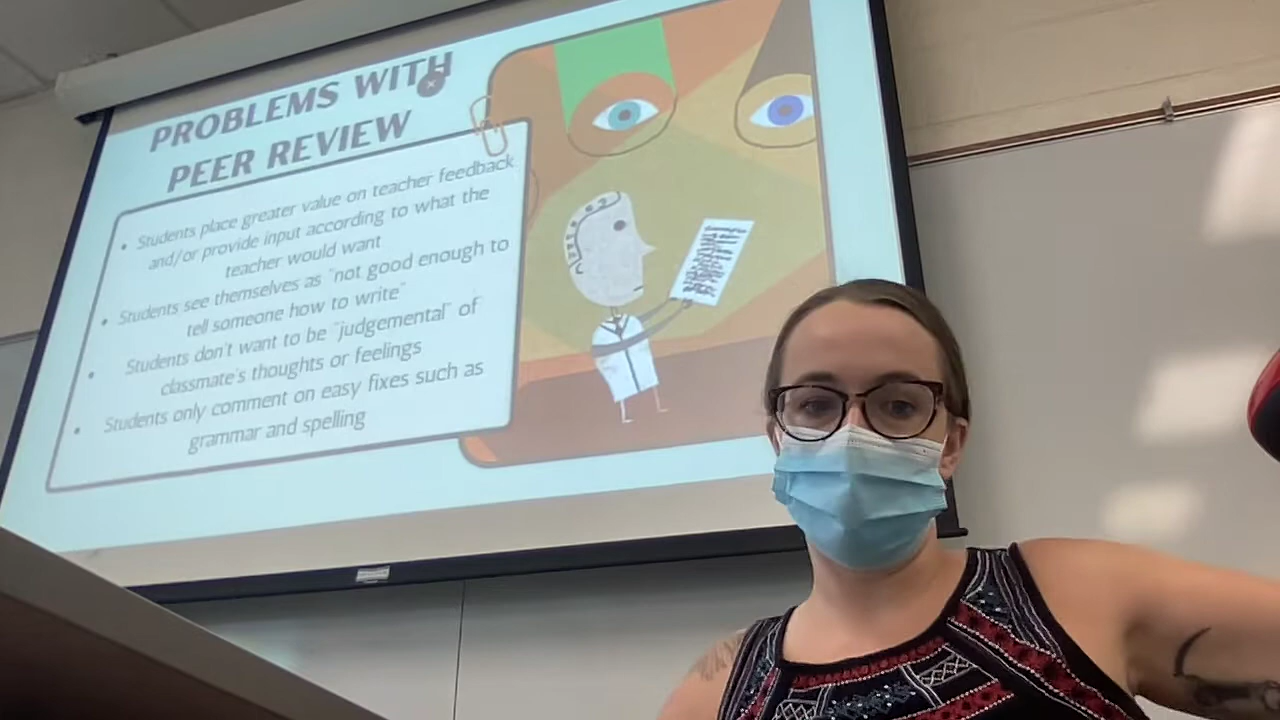 PROBLEMS WITH
PEER REVIEW
• Students place greater value on teacher feedback
and/or provide input according to what the
teacher would want
• Students see themselves as "not good enough to
tell someone how to write"
• Students don't want to be "judgemental" of
classmate's thoughts or feelings
• Students only comment on easy fixes such as
grammar and spelling